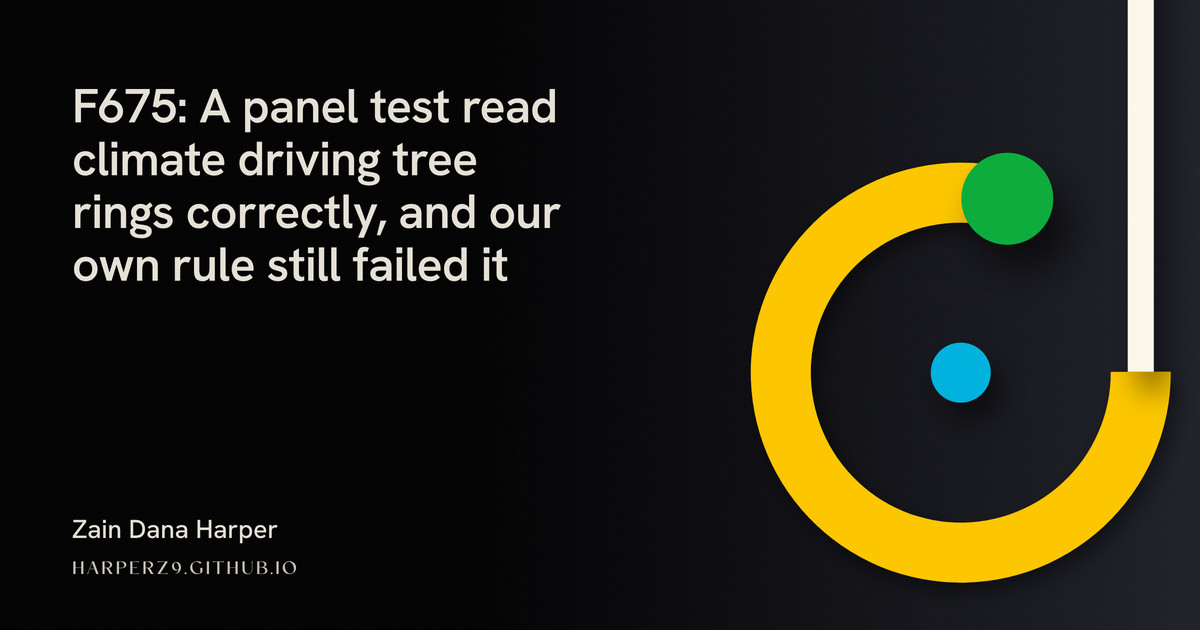 F675: A panel test read
climate driving tree
rings correctly, and our
own rule still failed it
Zain Dana Harper
HARPERZ9.GITHUB.IO